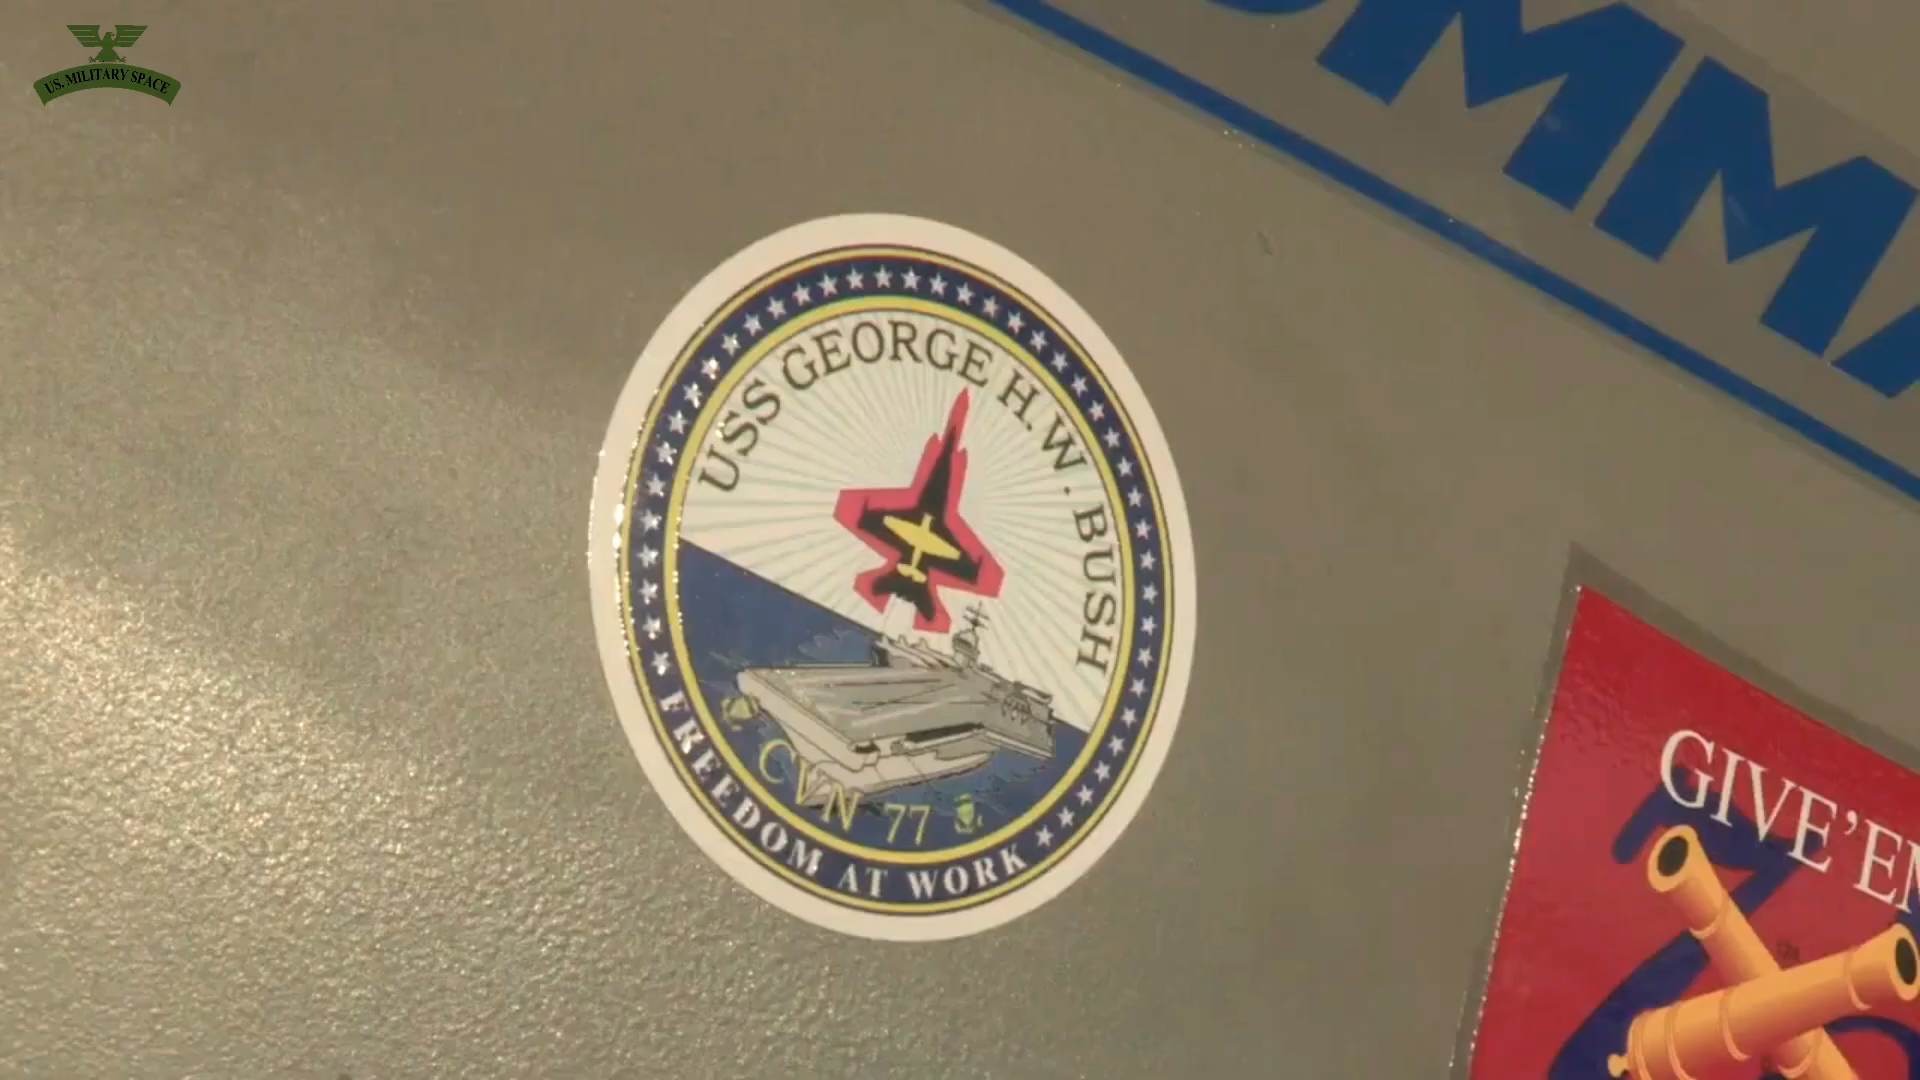 U.S. MILITARY SPACE
USS GEORGE H.W. BUSH
CVN 77
FREEDOM AT WORK
GIVE'EM